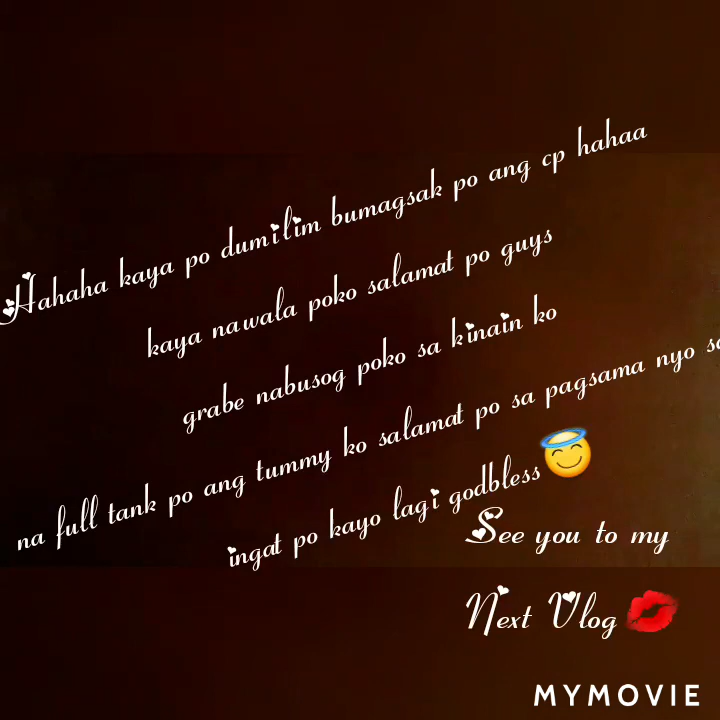 Hahaha kaya po dumilim bumagsak po ang cp hahaa
kaya nawala poko salamat po guys
grabe nabusog poko sa kinain ko
na full tank po ang tummy ko salamat po sa pagsama nyo
ingat po kayo lagi godbless😇
See you to my
Next Vlog💋
MYMOVIE